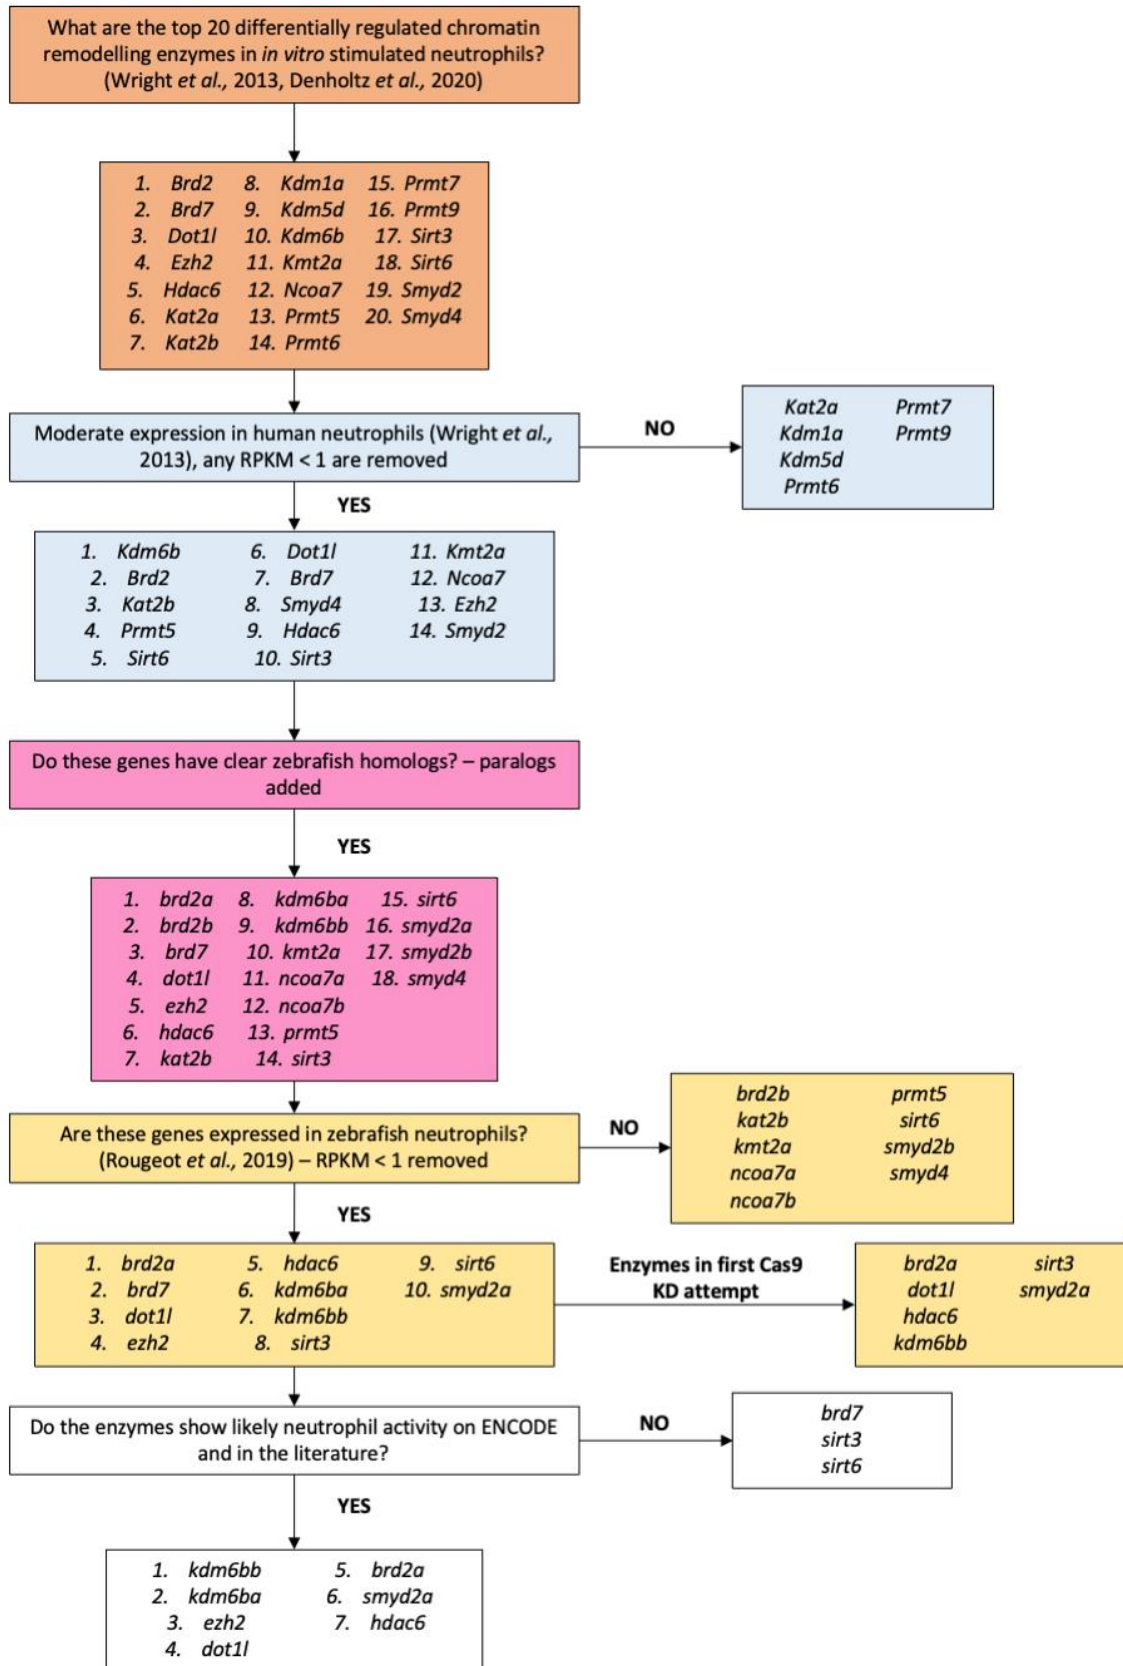 What are the top 20 differentially regulated chromatin
remodelling enzymes in in vitro stimulated neutrophils?
(Wright et al., 2013, Denholtz et al., 2020)
1. Brd2 8. Kdm1a 15. Prmt7
2. Brd7 9. Kdm5d 16. Prmt9
3. Dot1l 10. Kdm6b 17. Sirt3
4. Ezh2 11. Kmt2a 18. Sirt6
5. Hdac6 12. Ncoa7 19. Smyd2
6. Kat2a 13. Prmt5 20. Smyd4
7. Kat2b 14. Prmt6
Moderate expression in human neutrophils (Wright et al.,
2013), any RPKM < 1 are removed
NO
Kat2a Prmt7
Kdm1a Prmt9
Kdm5d
Prmt6
YES
1. Kdm6b 6. Dot1l 11. Kmt2a
2. Brd2 7. Brd7 12. Ncoa7
3. Kat2b 8. Smyd4 13. Ezh2
4. Prmt5 9. Hdac6 14. Smyd2
5. Sirt6 10. Sirt3
Do these genes have clear zebrafish homologs? – paralogs
added
YES
1. brd2a 8. kdm6ba 15. sirt6
2. brd2b 9. kdm6bb 16. smyd2a
3. brd7 10. kmt2a 17. smyd2b
4. dot1l 11. ncoa7a 18. smyd4
5. ezh2 12. ncoa7b
6. hdac6 13. prmt5
7. kat2b 14. sirt3
Are these genes expressed in zebrafish neutrophils?
(Rougeot et al., 2019) – RPKM < 1 removed
NO
brd2b prmt5
kat2b sirt6
kmt2a smyd2b
ncoa7a smyd4
ncoa7b
YES
1. brd2a 5. hdac6 9. sirt6
2. brd7 6. kdm6ba 10. smyd2a
3. dot1l 7. kdm6bb
4. ezh2 8. sirt3
Enzymes in first Cas9
KD attempt
brd2a sirt3
dot1l smyd2a
hdac6
kdm6bb
Do the enzymes show likely neutrophil activity on ENCODE
and in the literature?
NO
brd7
sirt3
sirt6
YES
1. kdm6bb 5. brd2a
2. kdm6ba 6. smyd2a
3. ezh2 7. hdac6
4. dot1l